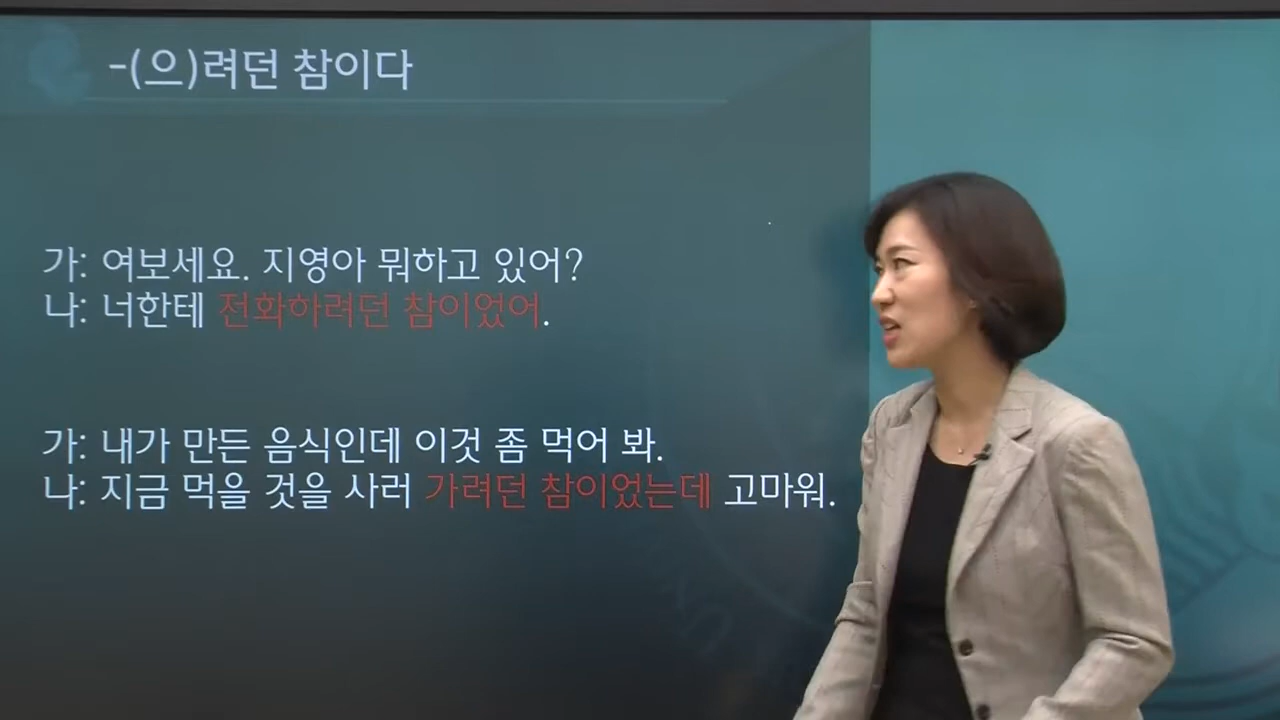 -(으)려던 참이다
가: 여보세요. 지영아 뭐하고 있어?
나: 너한테 전화하려던 참이었어.
가: 내가 만든 음식인데 이것 좀 먹어 봐.
나: 지금 먹을 것을 사러 가려던 참이었는데 고마워.